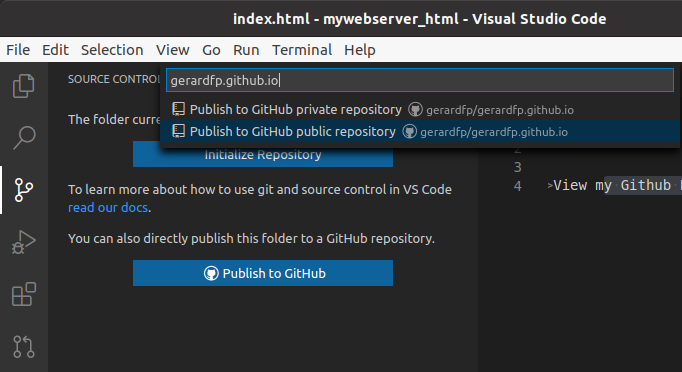 index.html - mywebserver_html - Visual Studio Code
File Edit Selection View Go Run Terminal Help
SOURCE CONTROL
gerardfp.github.io
Publish to GitHub private repository gerardfp/gerardfp.github.io
Publish to GitHub public repository gerardfp/gerardfp.github.io
The folder curre
Initialize Repository
2
3
4 >View my Github
To learn more about how to use git and source control in VS Code
read our docs.
You can also directly publish this folder to a GitHub repository.
Publish to GitHub